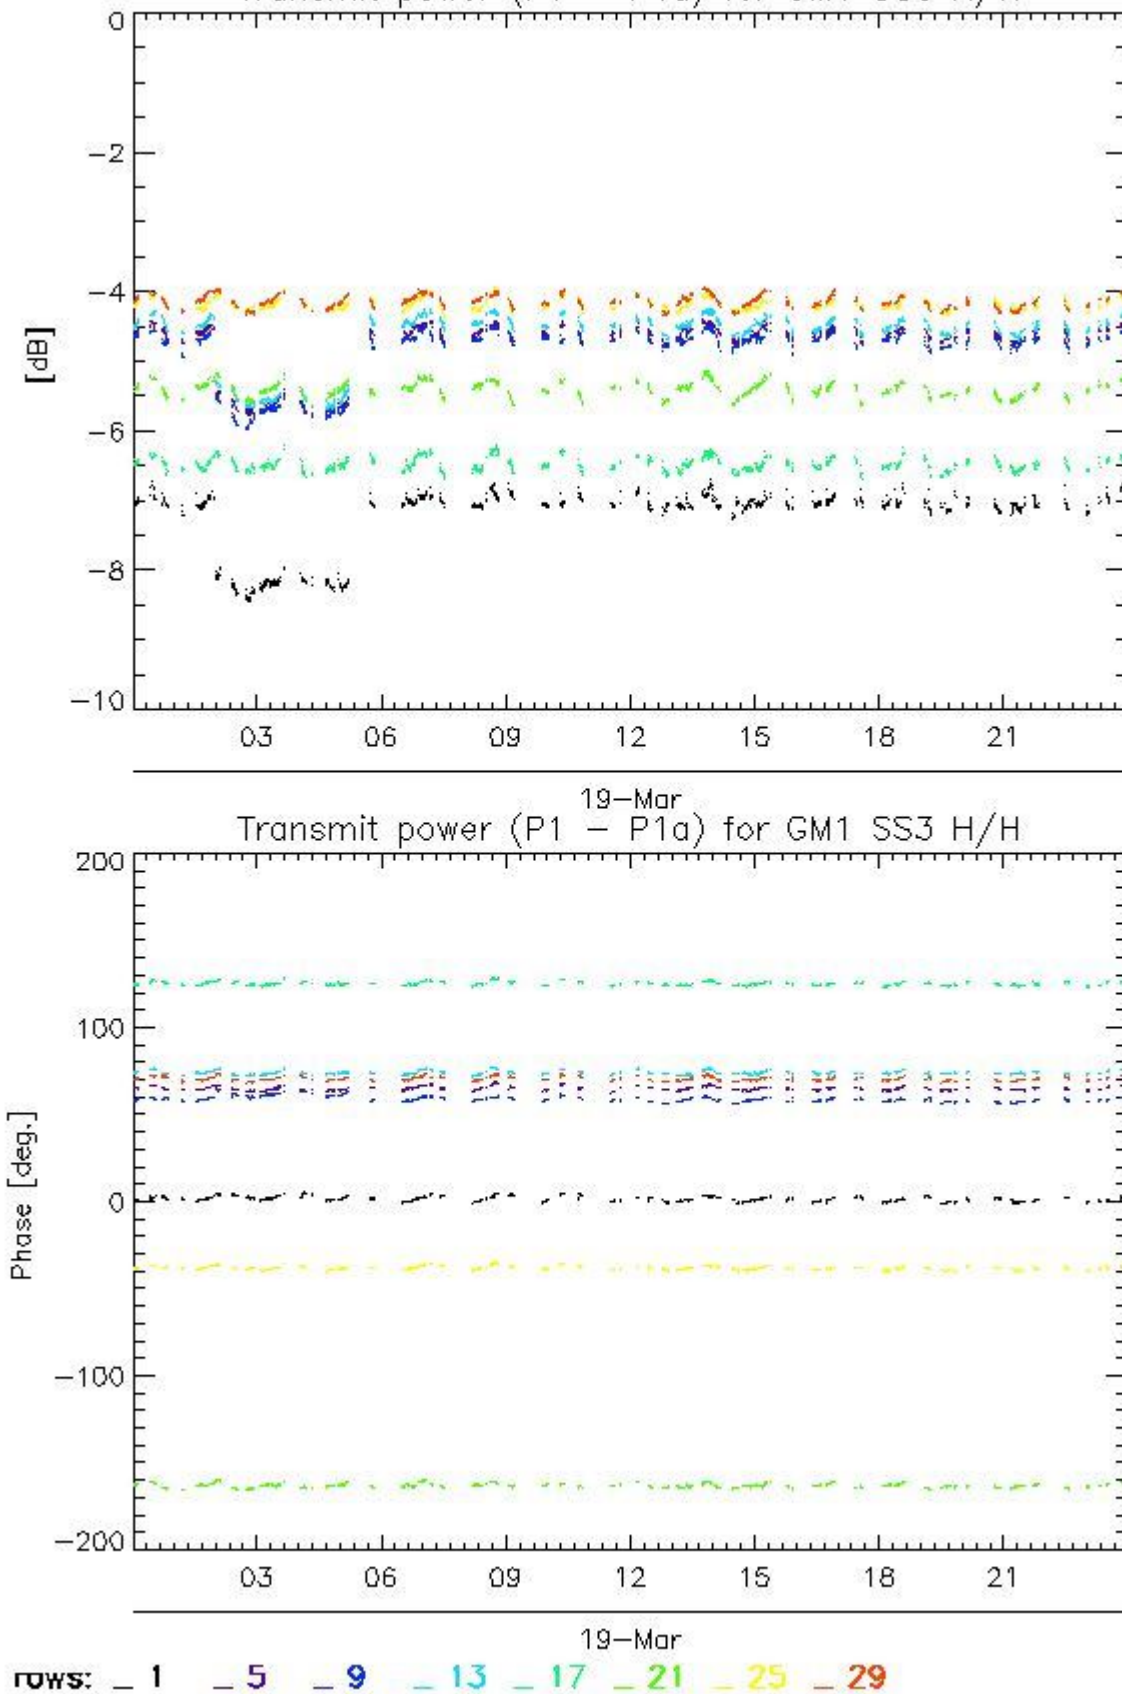 0
-2
-4
[dB]
-6
-8
-10
03 06 09 12 15 18 21
19-Mar
Transmit power (P1 - P1a) for GM1 SS3 H/H
200
100
Phase [deg.]
0
-100
-200
03 06 09 12 15 18 21
19-Mar
rows: _ 1 _ 5 _ 9 _ 13 _ 17 _ 21 _ 25 _ 29